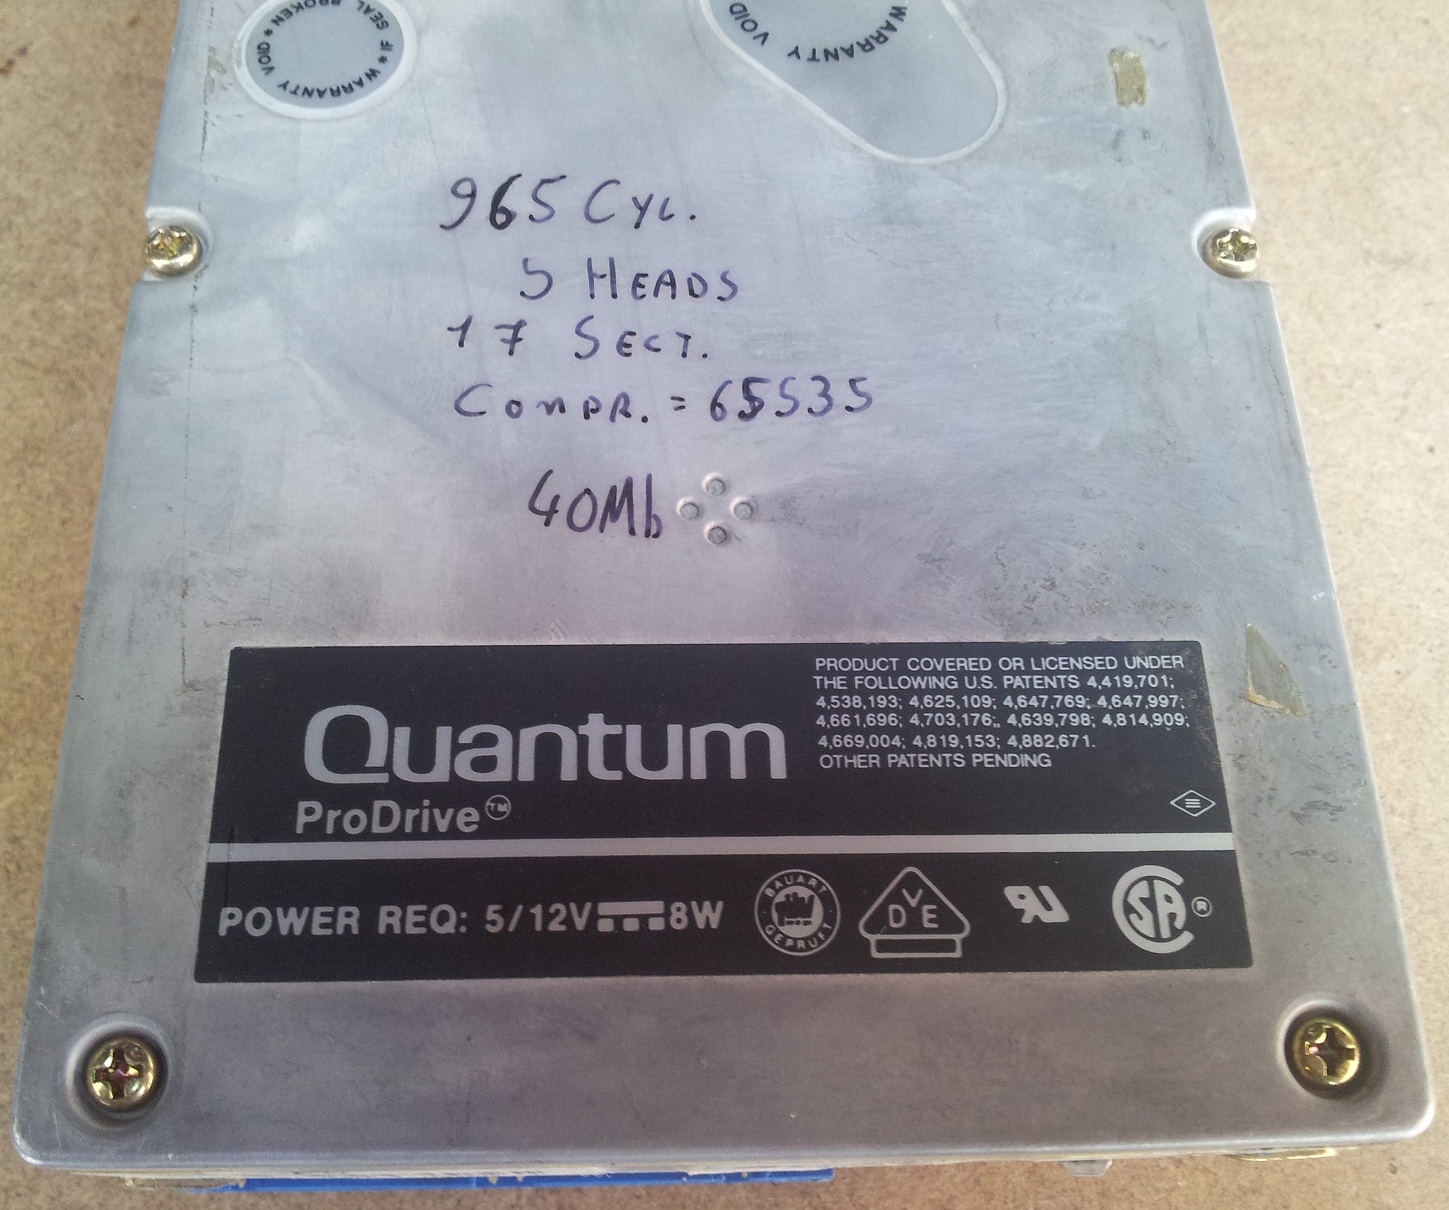 ★ WARRANTY VOID ★ IF SEAL BROKEN
WARRANTY VOID
965 CYL.
5 HEADS
17 SECT.
COMPR. = 65535
40Mb
Quantum
ProDrive™
PRODUCT COVERED OR LICENSED UNDER
THE FOLLOWING U.S. PATENTS 4,419,701;
4,538,193; 4,625,109; 4,647,769; 4,647,997;
4,661,696; 4,703,176;, 4,639,798; 4,814,909;
4,669,004; 4,819,153; 4,882,671.
OTHER PATENTS PENDING
POWER REQ: 5/12V 8W
BAUART
GEPRUFT
DVE
RU
SA ®